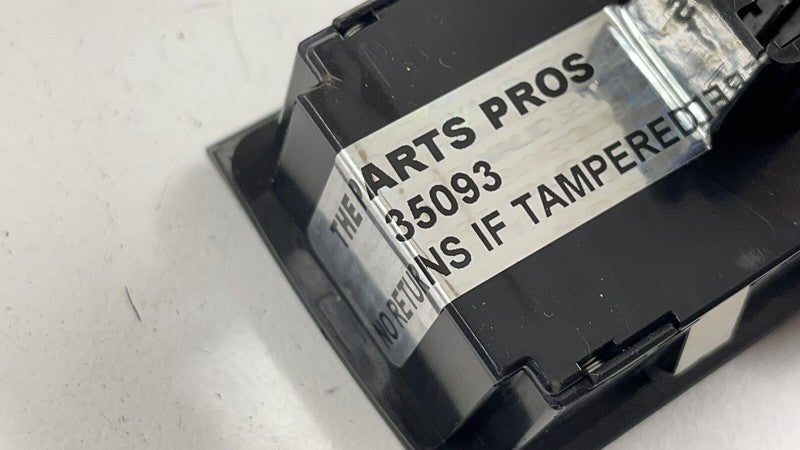 THE PARTS PROS
35093
NO RETURNS IF TAMPERED